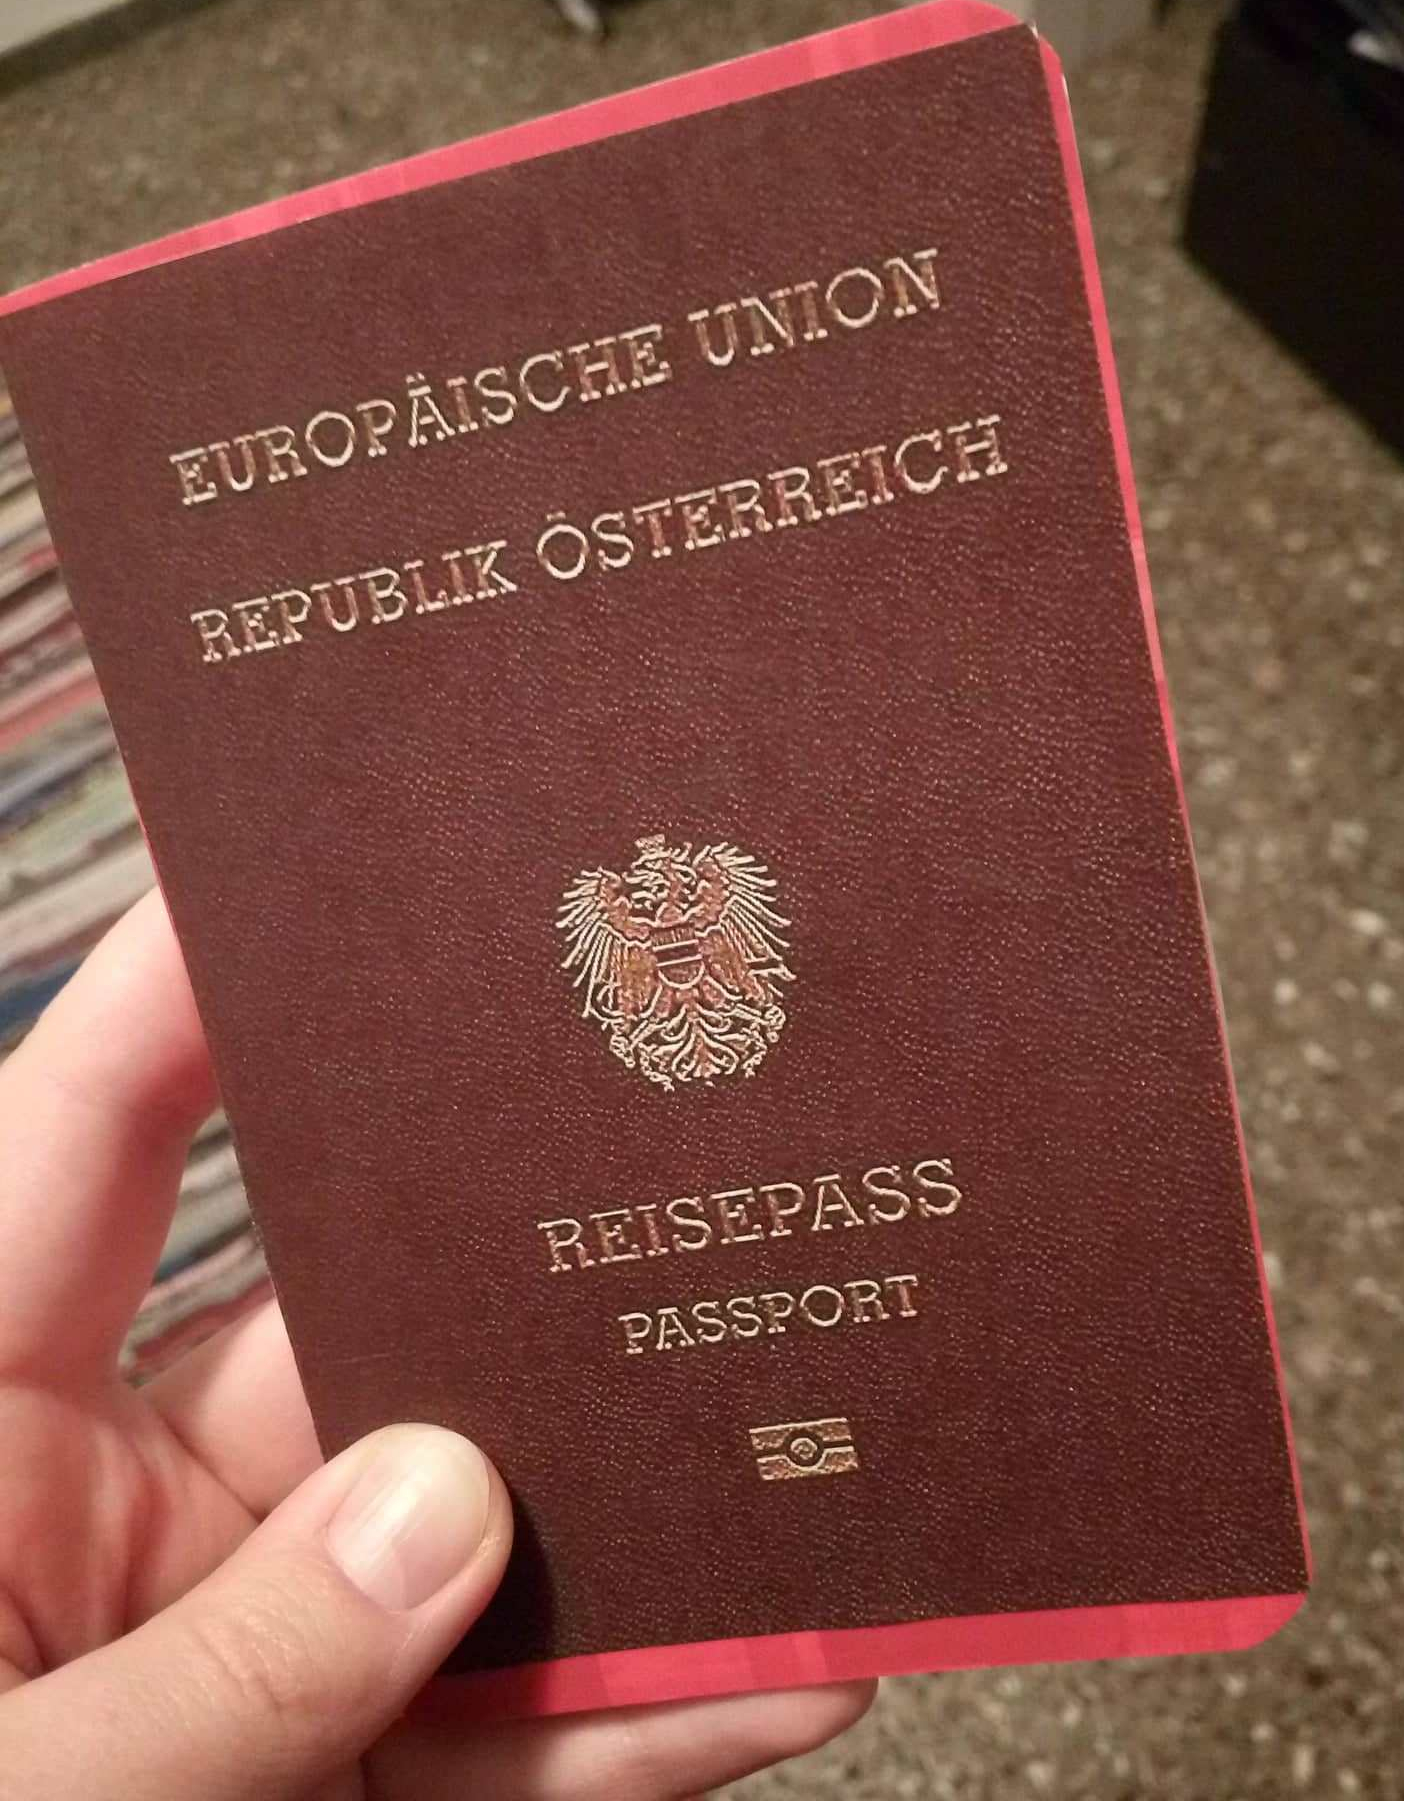 EUROPÄISCHE UNION
REPUBLIK ÖSTERREICH
REISEPASS
PASSPORT